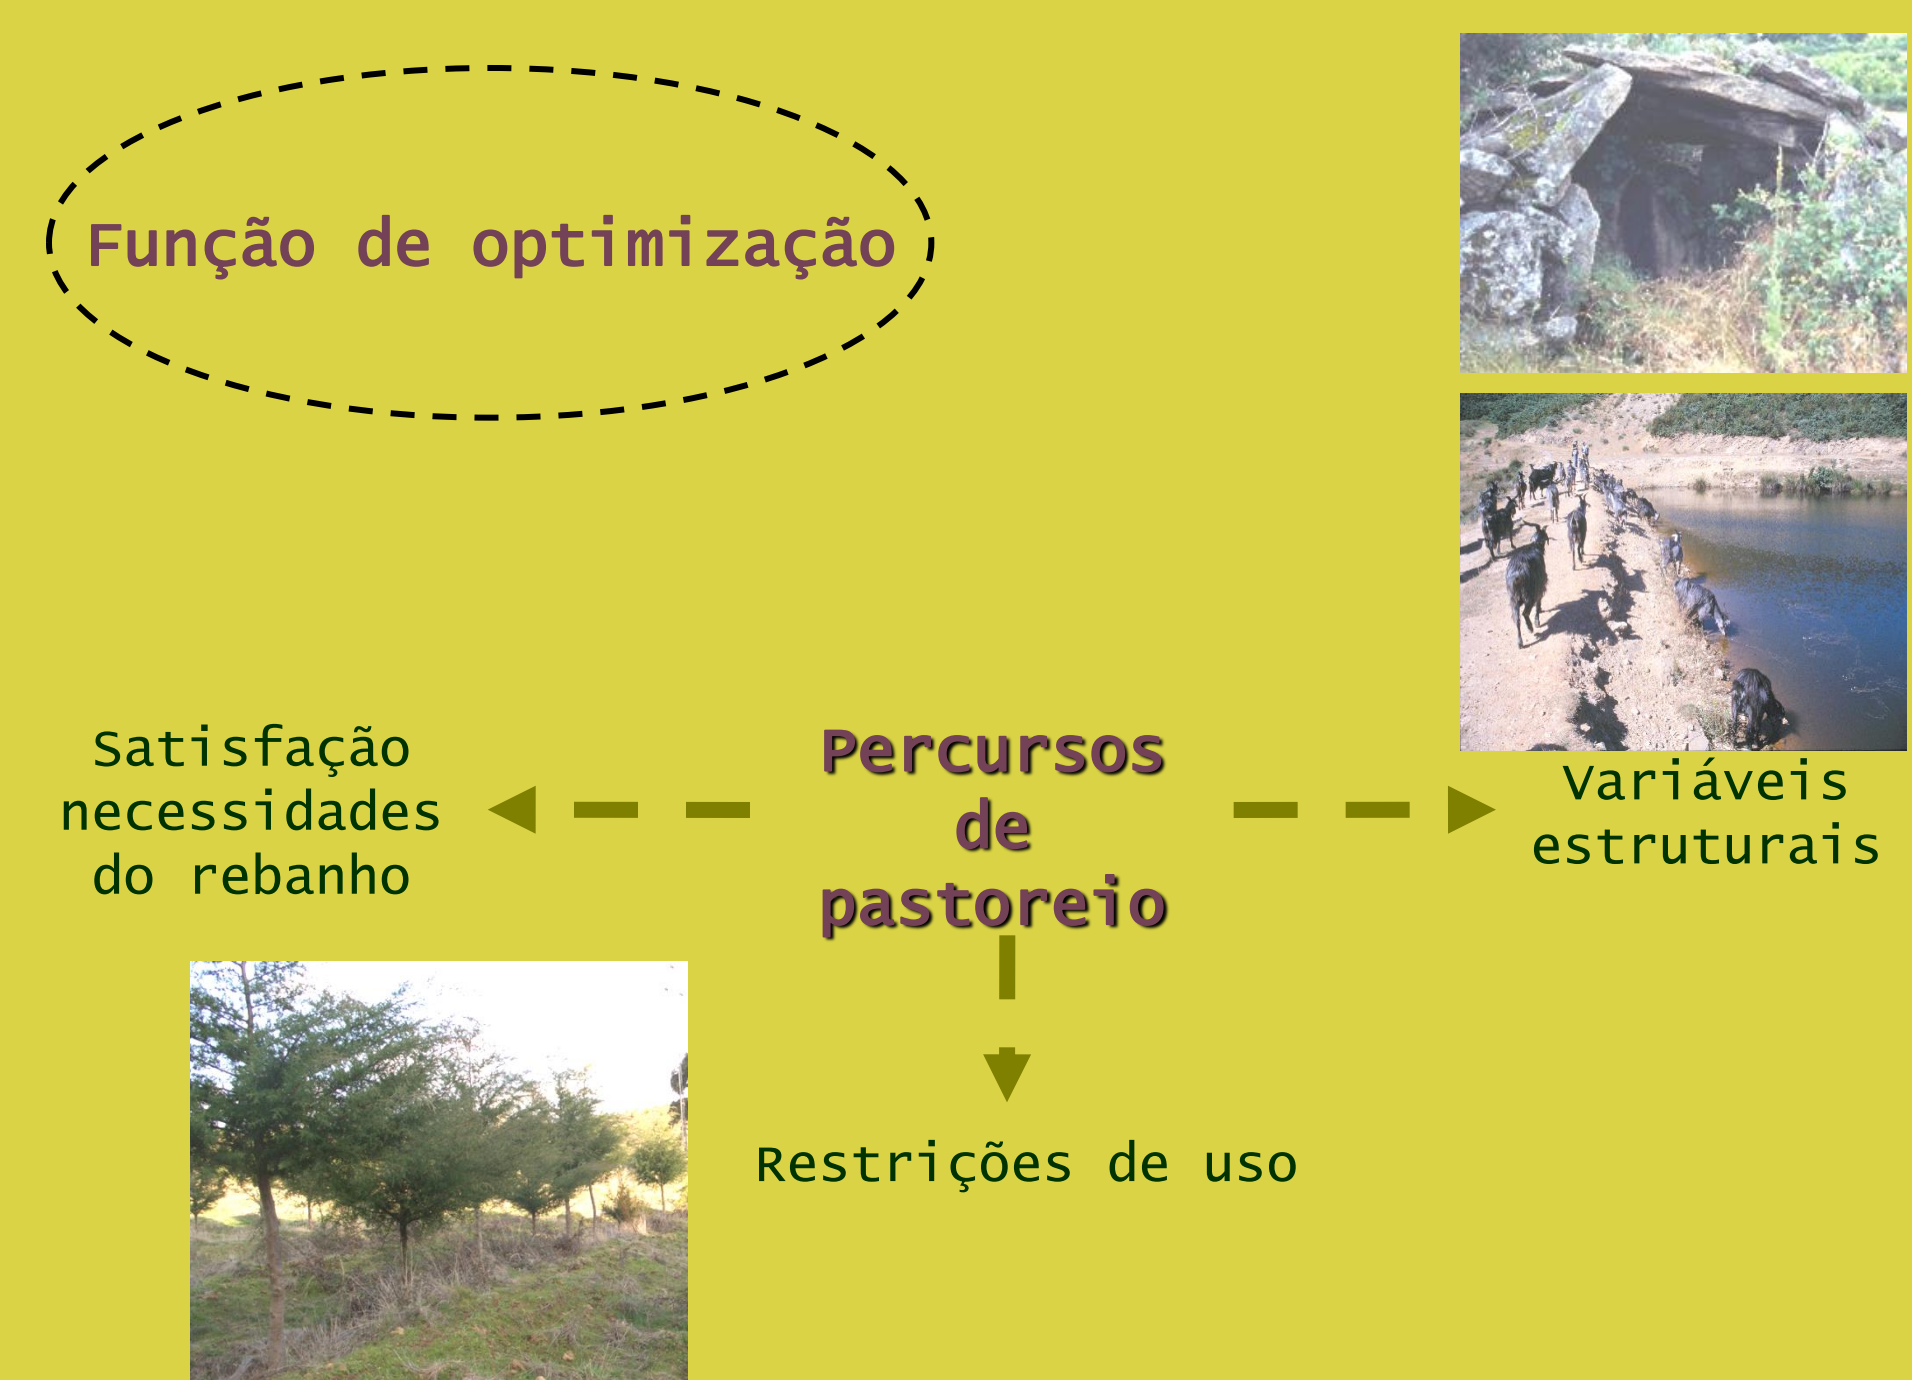 Função de optimização
Satisfação
necessidades
do rebanho
Percursos
de
pastoreio
Variáveis
estruturais
Restrições de uso